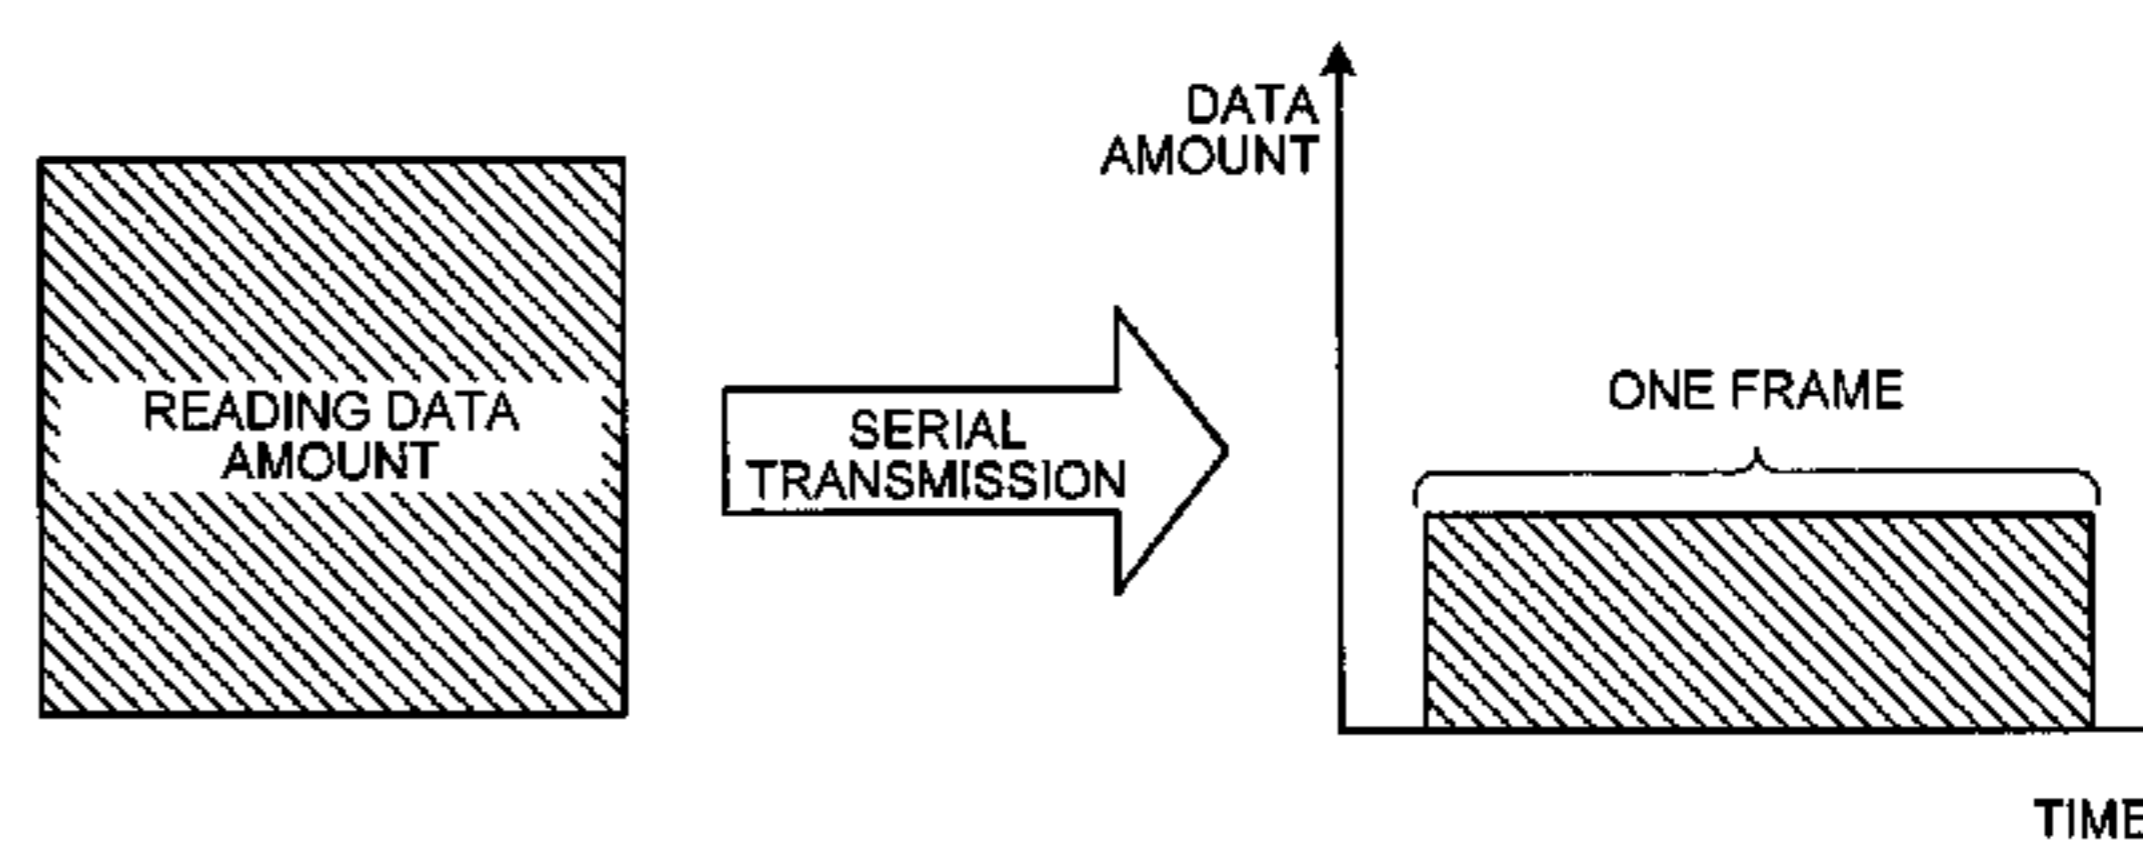 READING DATA
AMOUNT
SERIAL
TRANSMISSION
DATA
AMOUNT
ONE FRAME
TIME